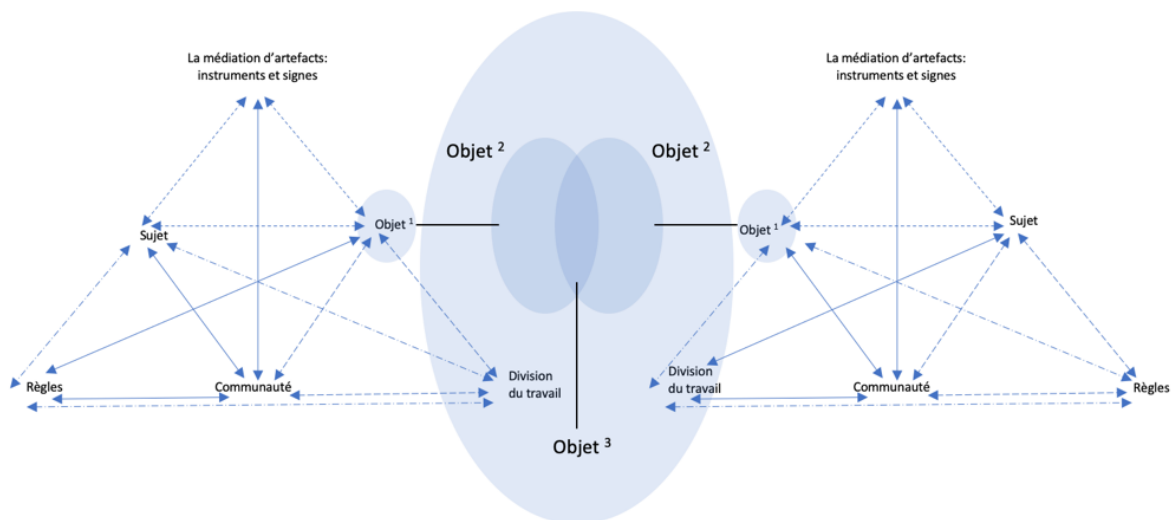 La médiation d’artefacts:
instruments et signes
La médiation d’artefacts:
instruments et signes
Objet ²
Objet ²
Sujet
Objet ¹
Objet ¹
Sujet
Règles
Communauté
Division
du travail
Division
du travail
Communauté
Règles
Objet ³